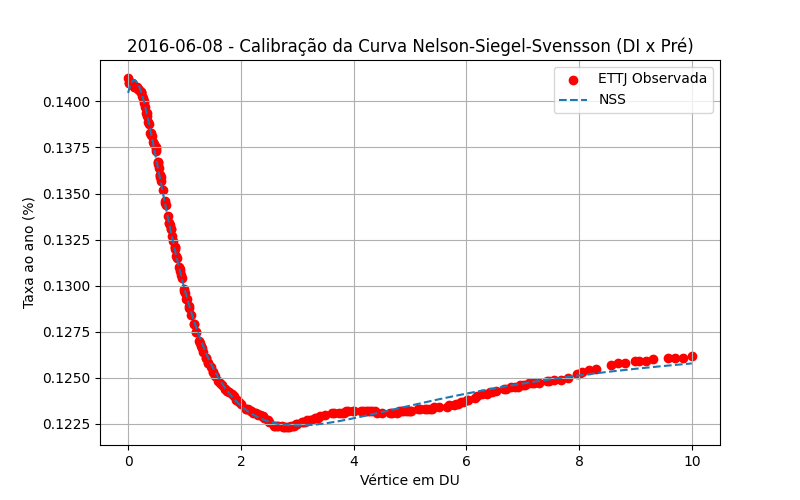 2016-06-08 - Calibração da Curva Nelson-Siegel-Svensson (DI x Pré)
ETTJ Observada
NSS
0.1400
0.1375
0.1350
0.1325
0.1300
0.1275
0.1250
0.1225
Taxa ao ano (%)
0 2 4 6 8 10
Vértice em DU